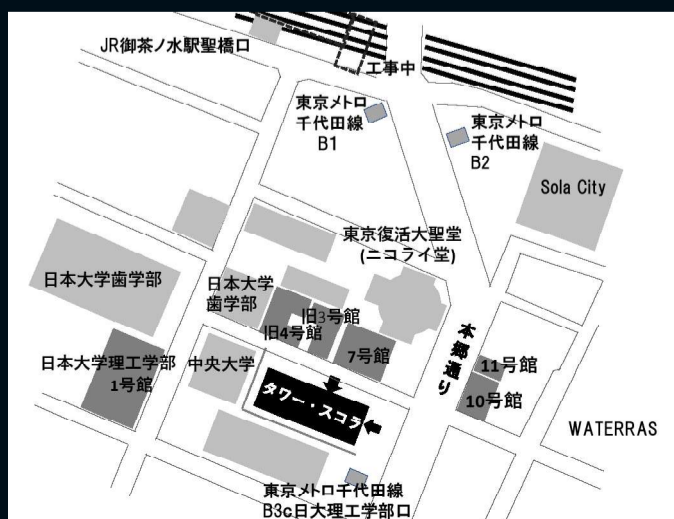 JR御茶ノ水駅聖橋口
工事中
東京メトロ
千代田線
B1
東京メトロ
千代田線
B2
Sola City
東京復活大聖堂
(ニコライ堂)
日本大学歯学部
日本大学
歯学部
旧3号館
旧4号館
7号館
本郷通り
11号館
10号館
日本大学理工学部
1号館
中央大学
タワー・スコラ
WATERRAS
東京メトロ千代田線
B3c日大理工学部口